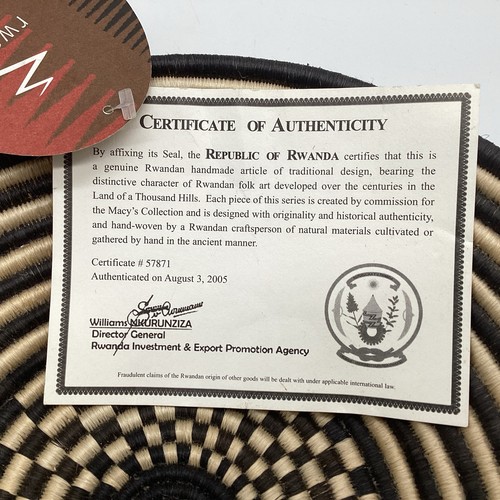 rwa
M
CERTIFICATE OF AUTHENTICITY
By affixing its Seal, the REPUBLIC OF RWANDA certifies that this is
a genuine Rwandan handmade article of traditional design, bearing the
distinctive character of Rwandan folk art developed over the centuries in the
Land of a Thousand Hills. Each piece of this series is created by commission for
the Macy's Collection and is designed with originality and historical authenticity,
and hand-woven by a Rwandan craftsperson of natural materials cultivated or
gathered by hand in the ancient manner.
Certificate # 57871
Authenticated on August 3, 2005
Williams NKURUNZIZA
Director General
Rwanda Investment & Export Promotion Agency
Fraudulent claims of the Rwandan origin of other goods will be dealt with under applicable international law.